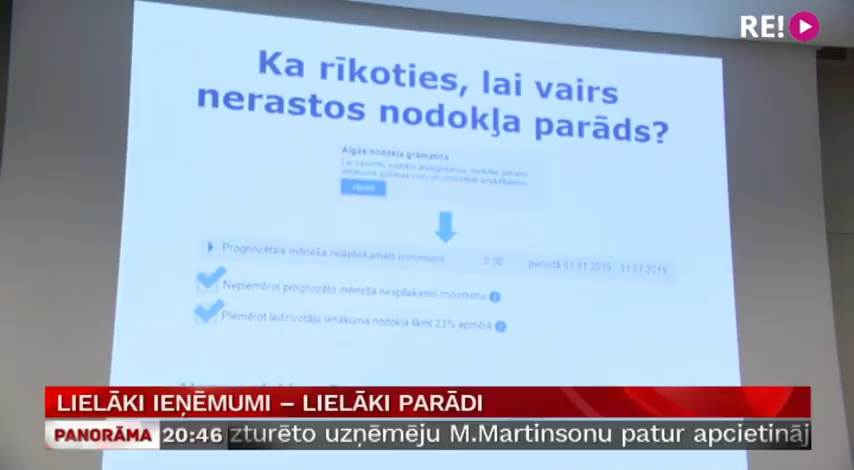 RE!
Ka rīkoties, lai vairs
nerastos nodokļa parāds?
Algas nodokļa grāmatiņa
Prognozētais mēneša neapliekamais minimums 0,00 periodā 01.01.2019 - 31.07.2019
Nepiemērot prognozēto mēneša neapliekamo minimumu
Piemērot Iedzīvotāju ienākuma nodokļa likmi 23% apmērā
LIELĀKI IEŅĒMUMI – LIELĀKI PARĀDI
PANORĀMA 20:46 zturēto uzņēmēju M.Martinsonu patur apcietināj